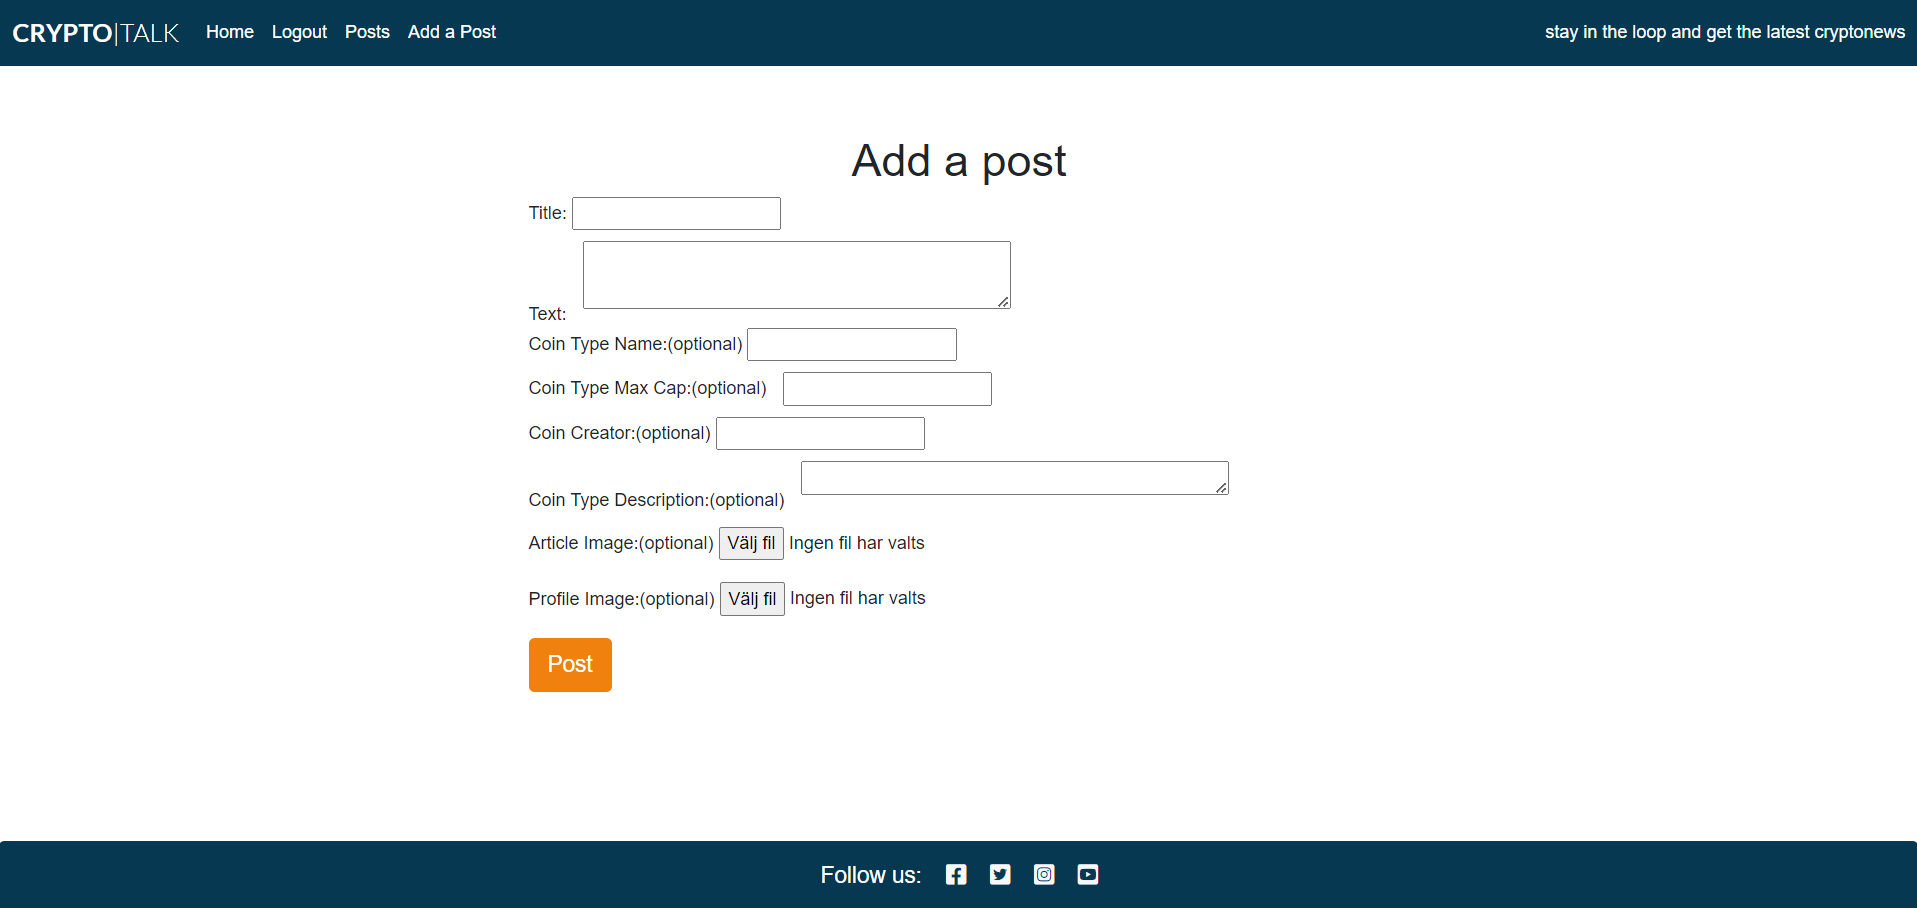 CRYPTO|TALK Home Logout Posts Add a Post stay in the loop and get the latest cryptonews
Add a post
Title:
Text:
Coin Type Name:(optional)
Coin Type Max Cap:(optional)
Coin Creator:(optional)
Coin Type Description:(optional)
Article Image:(optional) Välj fil Ingen fil har valts
Profile Image:(optional) Välj fil Ingen fil har valts
Post
Follow us: